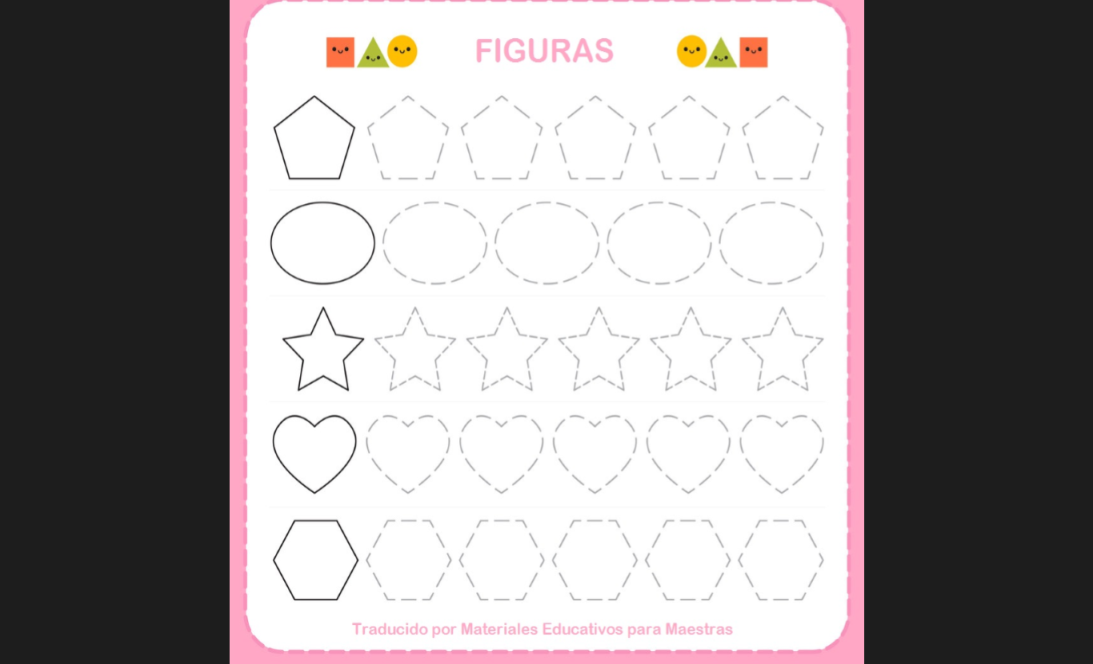 FIGURAS
Traducido por Materiales Educativos para Maestras